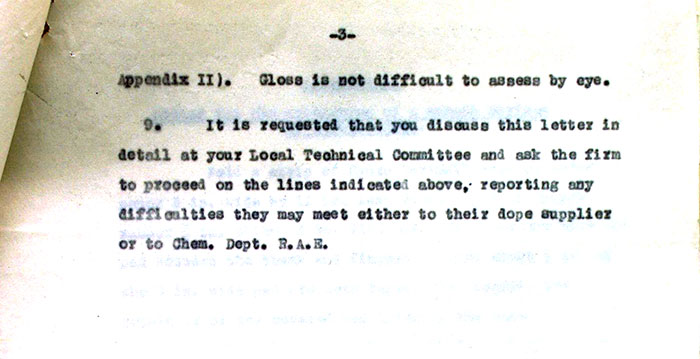 -3-
Appendix II). Gloss is not difficult to assess by eye.
9. It is requested that you discuss this letter in
detail at your Local Technical Committee and ask the firm
to proceed on the lines indicated above, reporting any
difficulties they may meet either to their dope supplier
or to Chem. Dept. R.A.E.